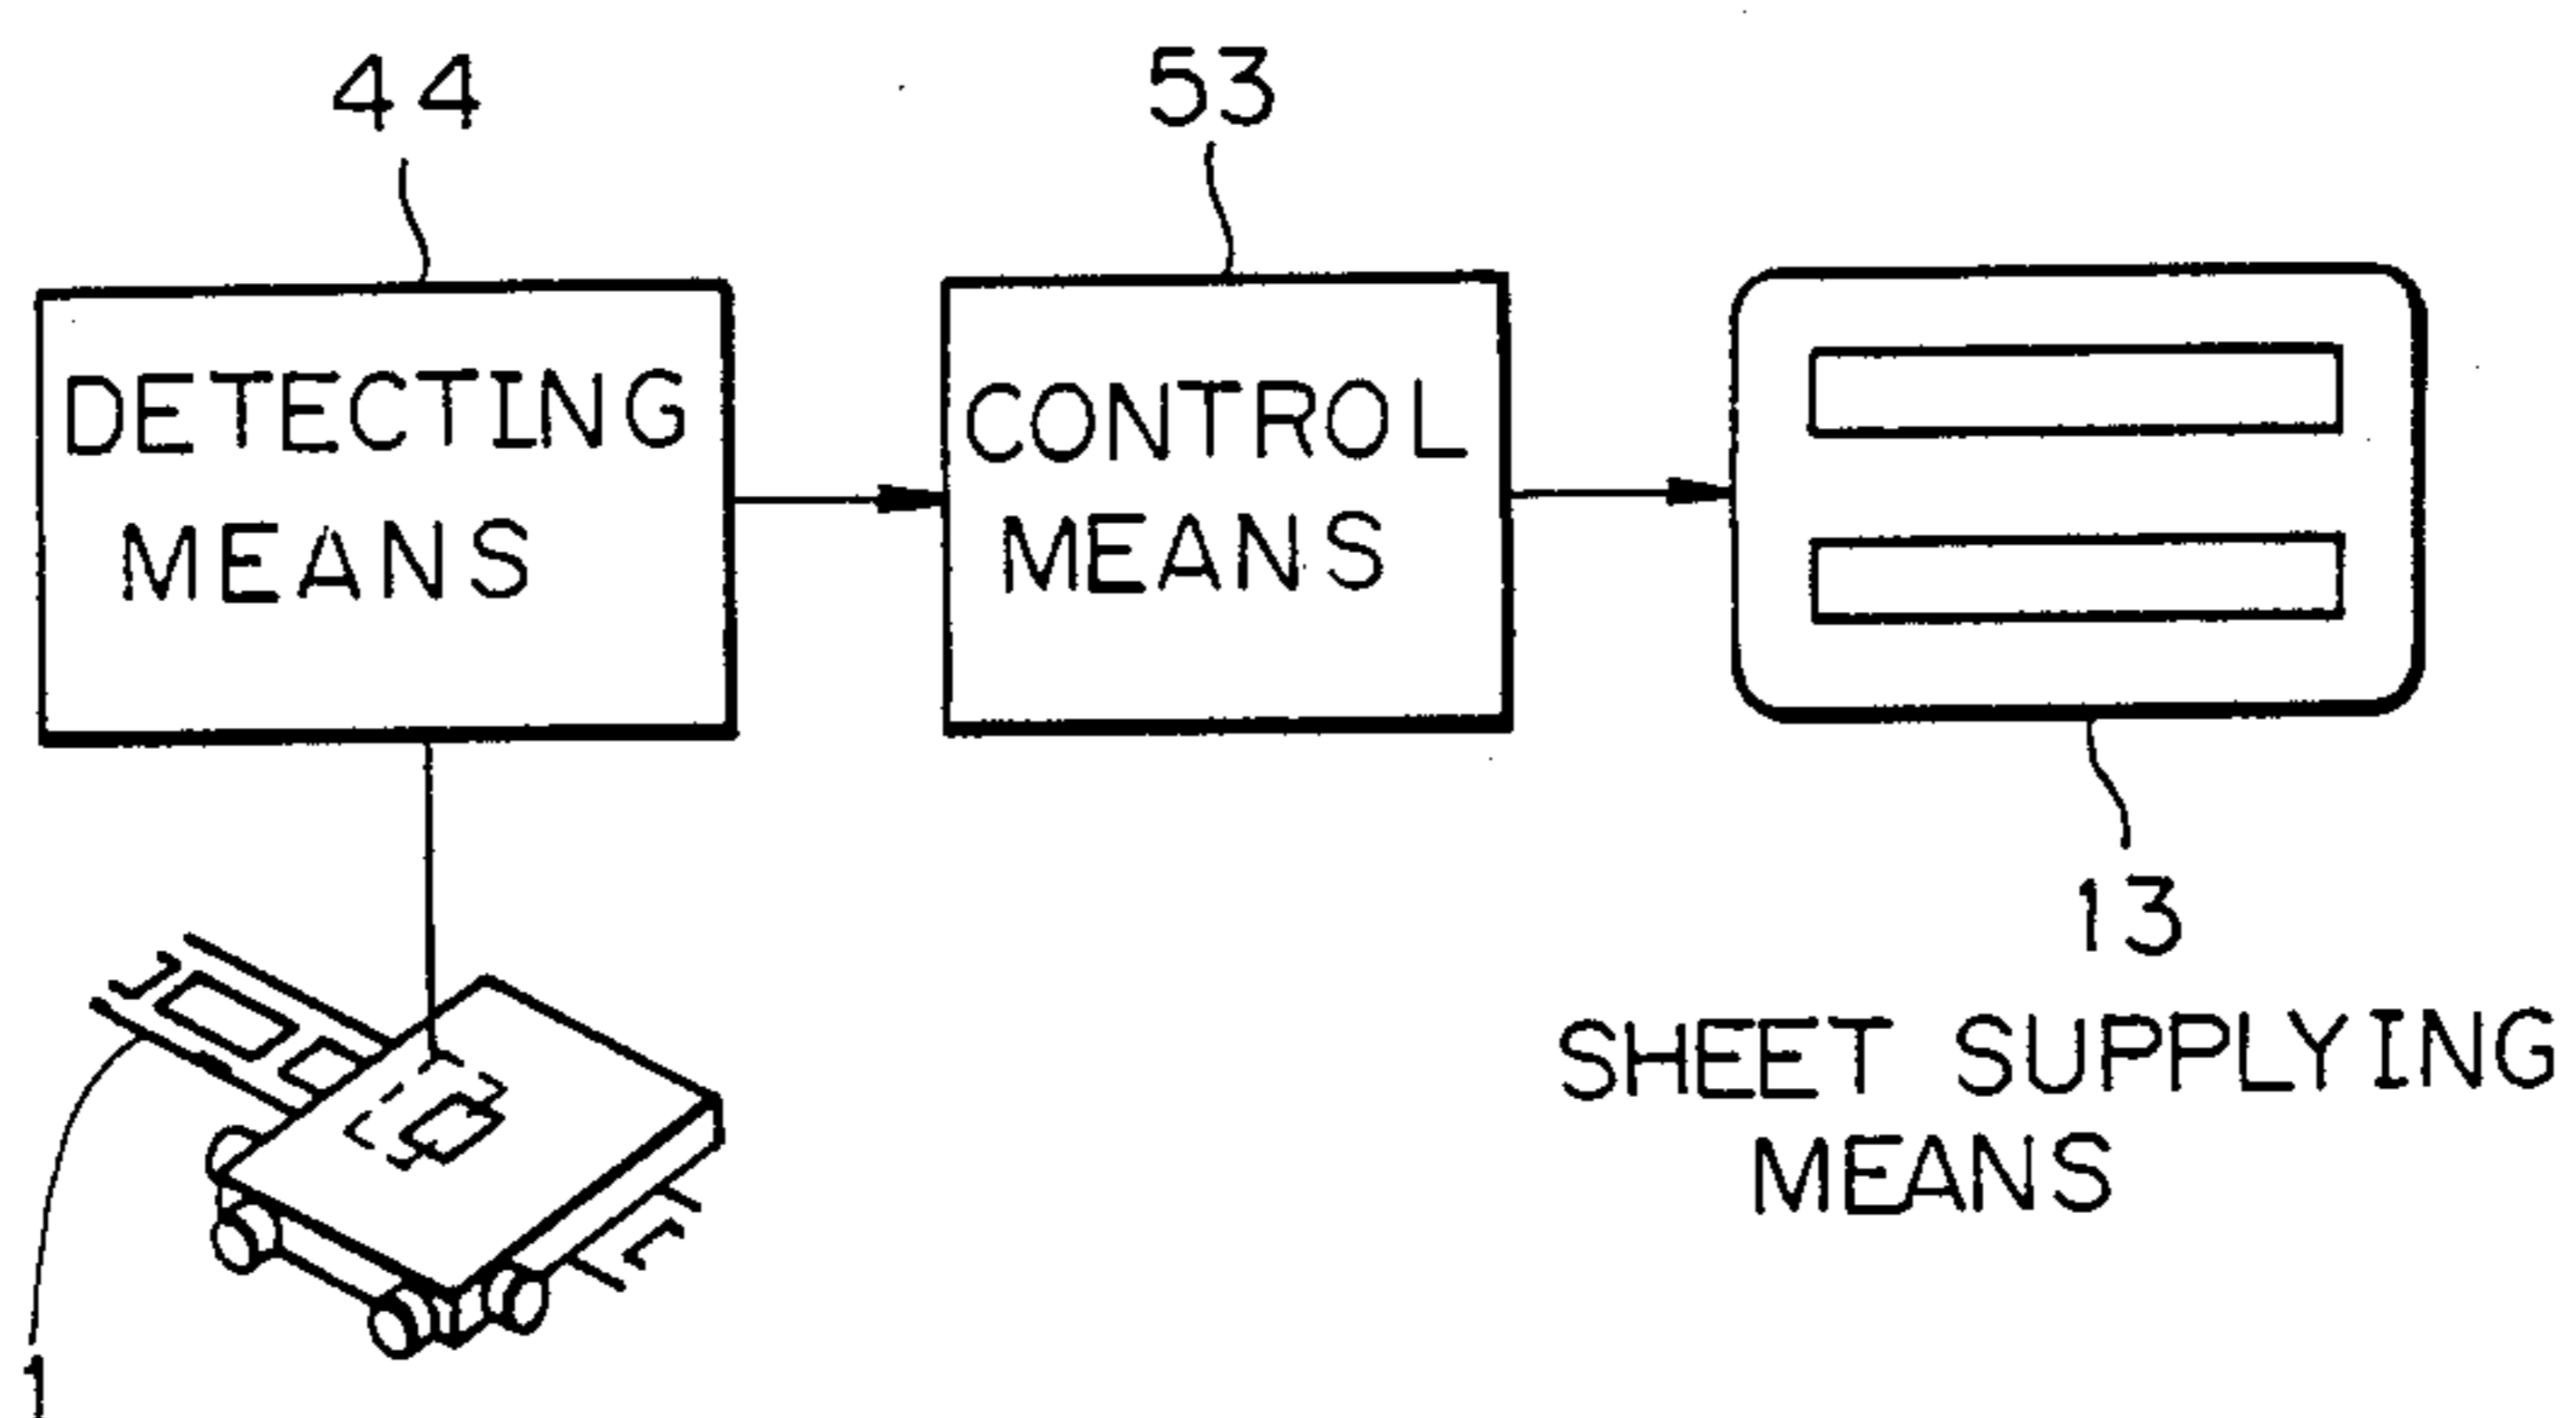 44
53
DETECTING
MEANS
CONTROL
MEANS
13
SHEET SUPPLYING
MEANS
1